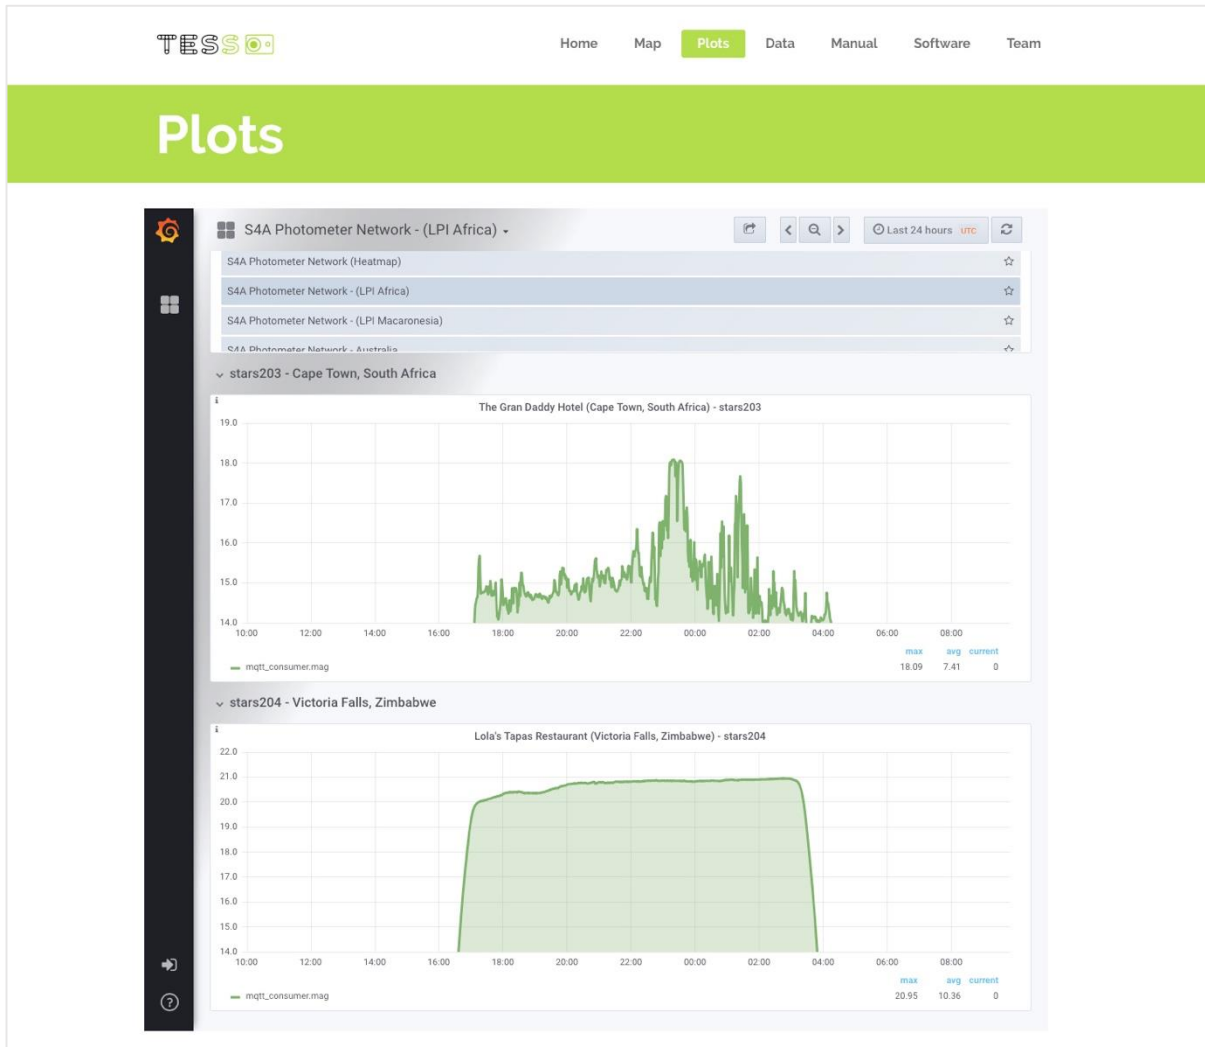 TESS
Home Map Plots Data Manual Software Team
Plots
S4A Photometer Network - (LPI Africa)
Last 24 hours UTC
S4A Photometer Network (Heatmap)
S4A Photometer Network - (LPI Africa)
S4A Photometer Network - (LPI Macaronesia)
S4A Photometer Network - Australia
stars203 - Cape Town, South Africa
i
The Gran Daddy Hotel (Cape Town, South Africa) - stars203
19.0
18.0
17.0
16.0
15.0
14.0
10:00 12:00 14:00 16:00 18:00 20:00 22:00 00:00 02:00 04:00 06:00 08:00
max avg current
mqtt_consumer.mag 18.09 7.41 0
stars204 - Victoria Falls, Zimbabwe
i
Lola's Tapas Restaurant (Victoria Falls, Zimbabwe) - stars204
22.0
21.0
20.0
19.0
18.0
17.0
16.0
15.0
14.0
10:00 12:00 14:00 16:00 18:00 20:00 22:00 00:00 02:00 04:00 06:00 08:00
max avg current
mqtt_consumer.mag 20.95 10.36 0
?